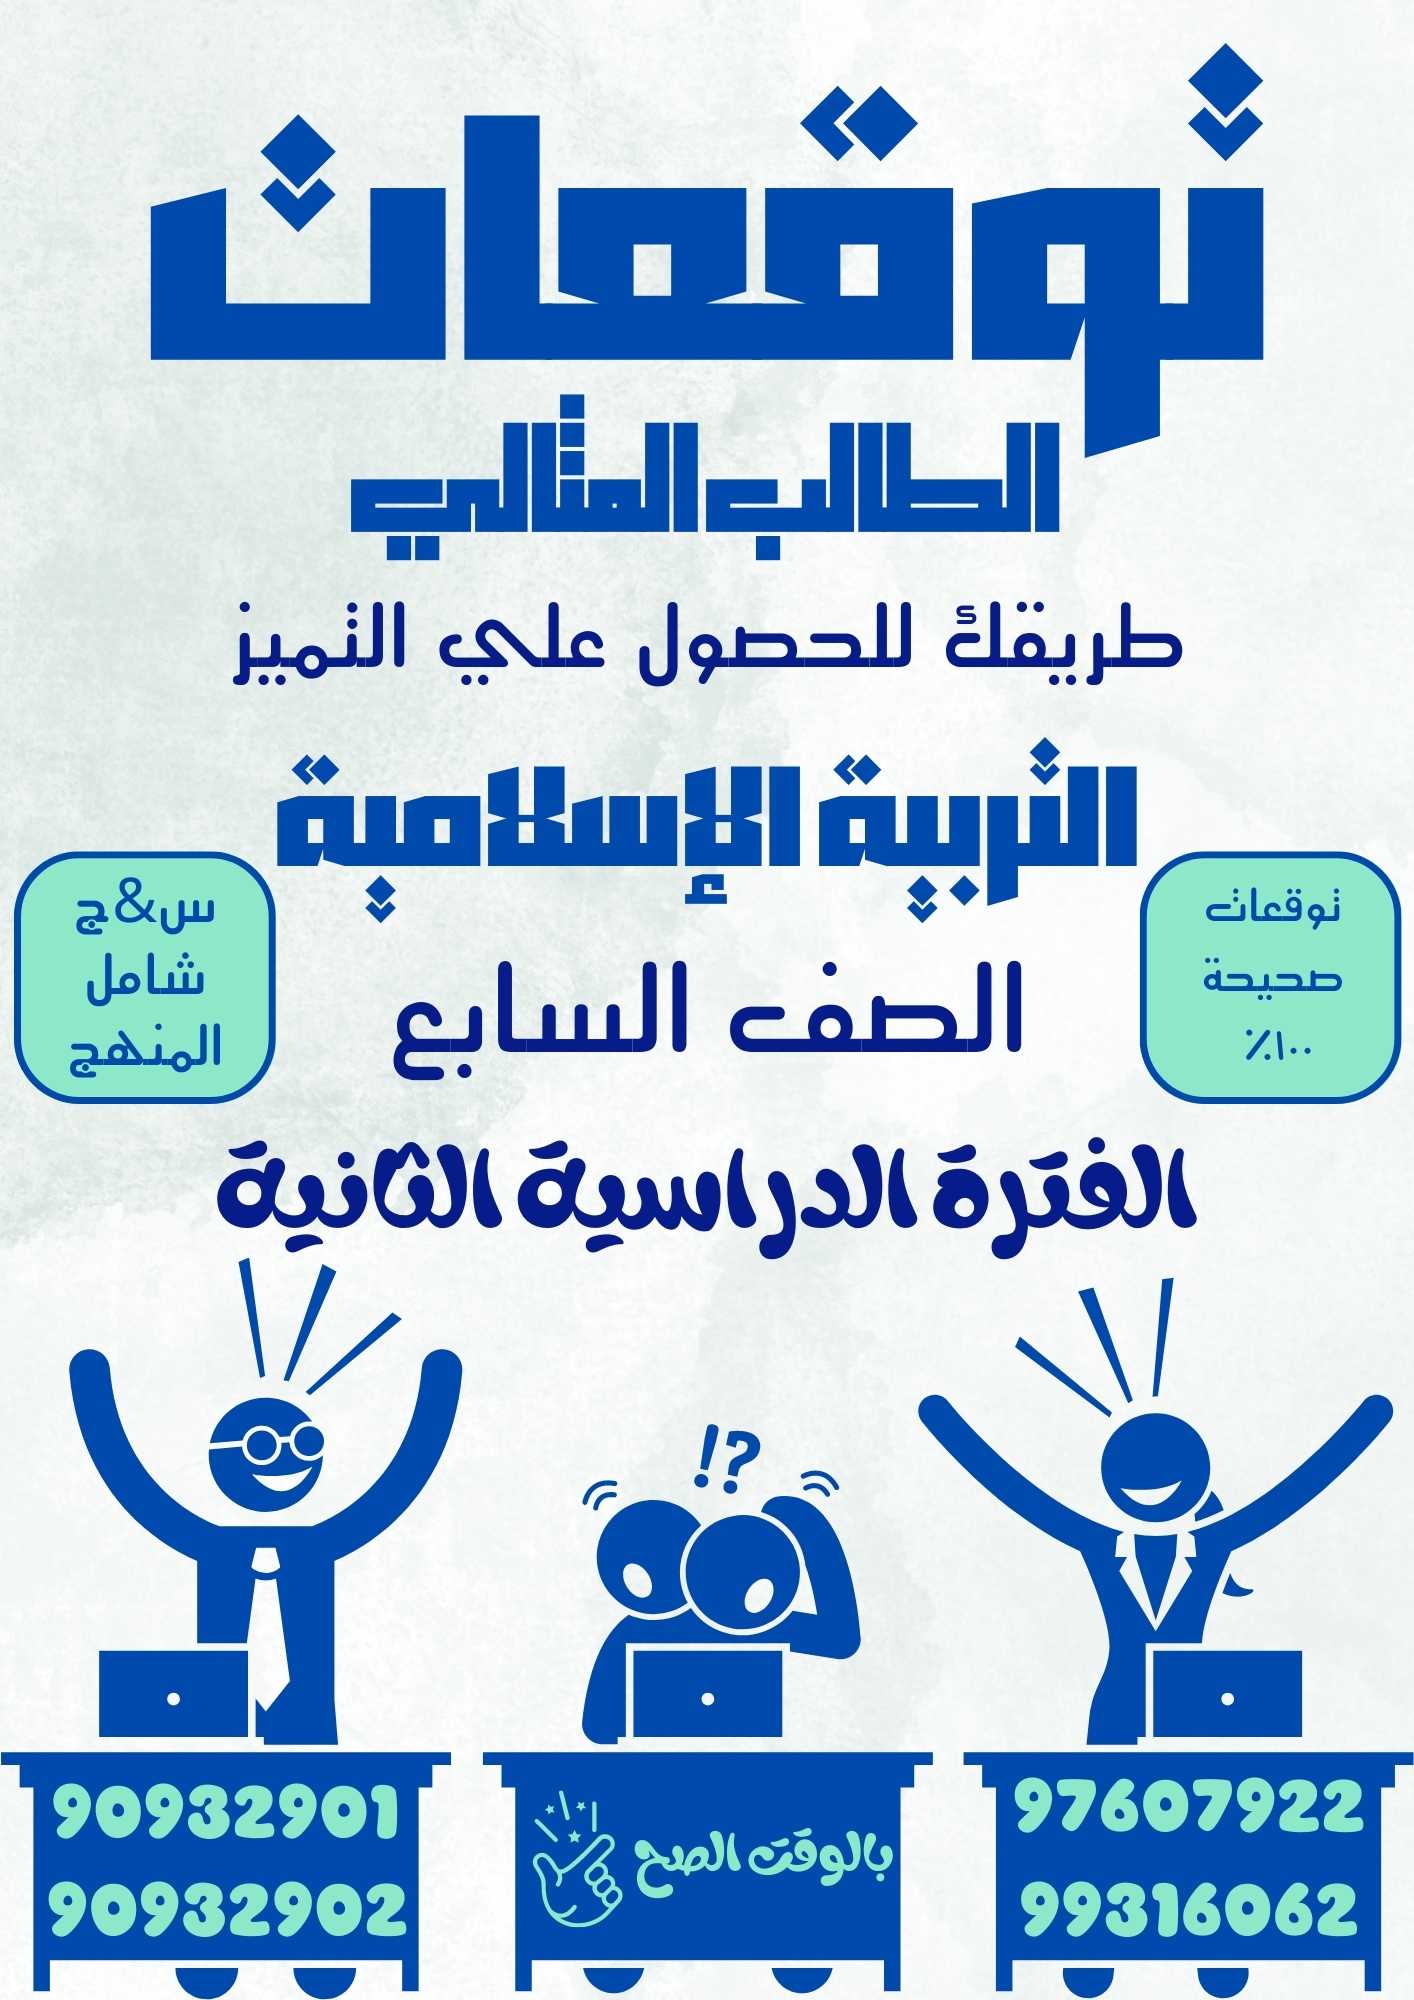 توقعات
الطالب المثالي
طريقك للحصول علي التميز
التربية الإسلامية
توقعات
صحيحة
١٠٠٪
س&ج
شامل
المنهج
الصف السابع
الفترة الدراسية الثانية
!?
97607922
99316062
بالوقت الصح
90932901
90932902